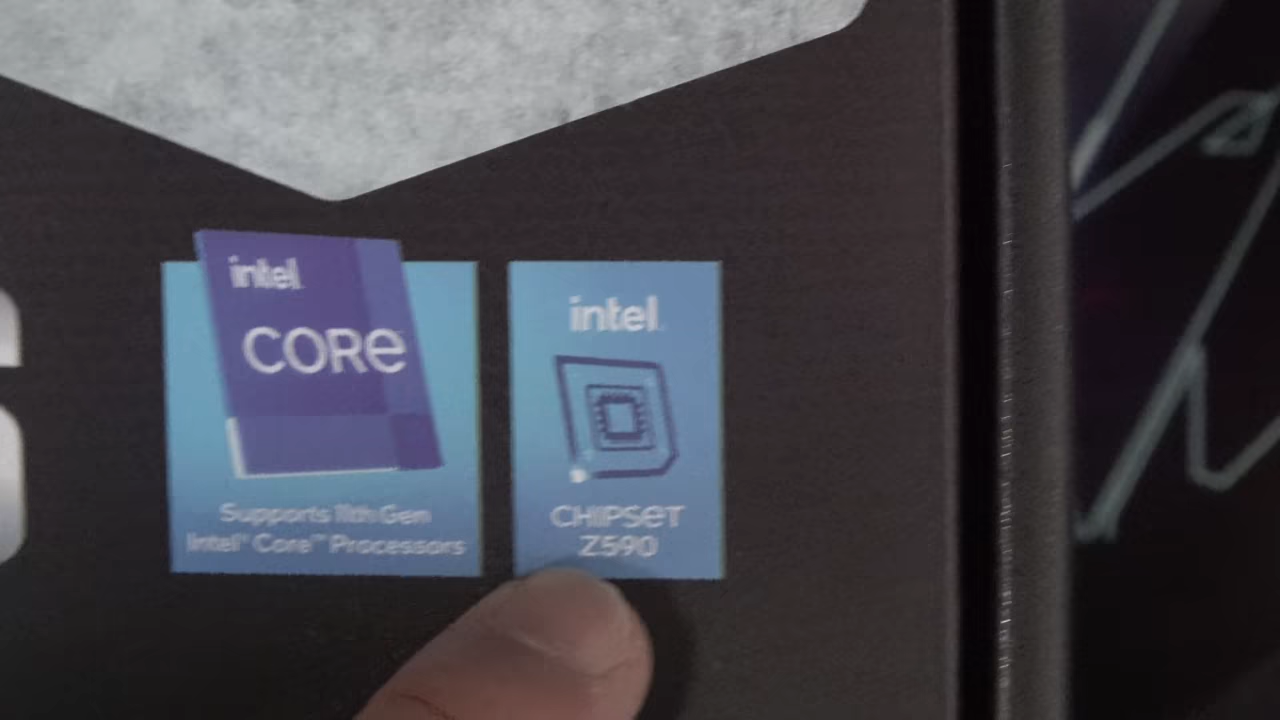 intel
CORE
Supports 11th Gen
Intel® Core™ Processors
intel
CHIPSET
Z590